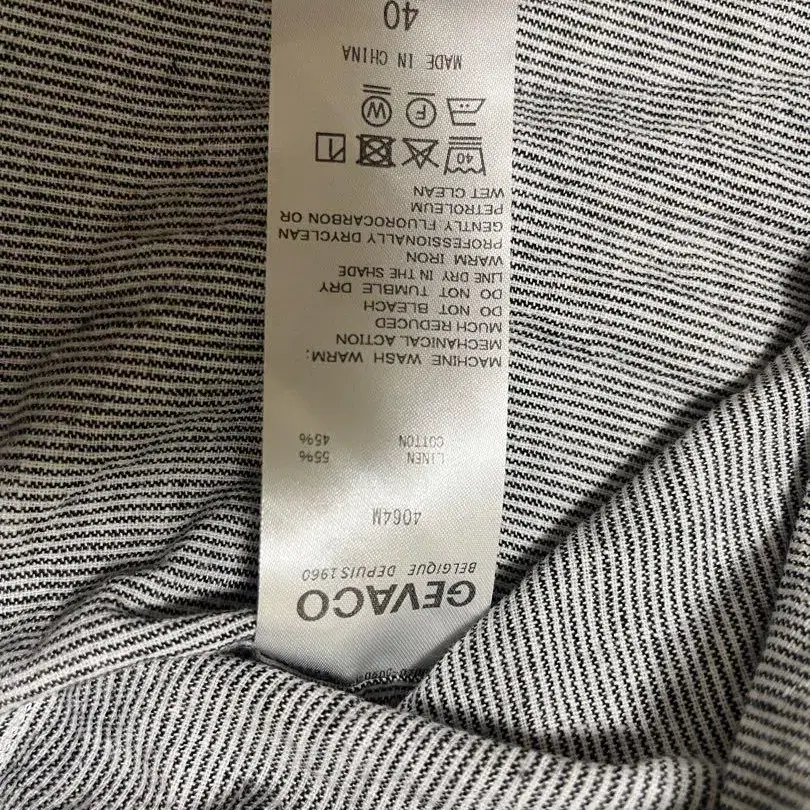 GEVACO
BELGIQUE DEPUIS 1960
4064M
LINEN 55%
COTTON 45%
MACHINE WASH WARM:
MECHANICAL ACTION
MUCH REDUCED
DO NOT BLEACH
DO NOT TUMBLE DRY
LINE DRY IN THE SHADE
WARM IRON
PROFESSIONALLY DRYCLEAN
GENTLY FLUOROCARBON OR
PETROLEUM
WET CLEAN
40
F W
MADE IN CHINA
40